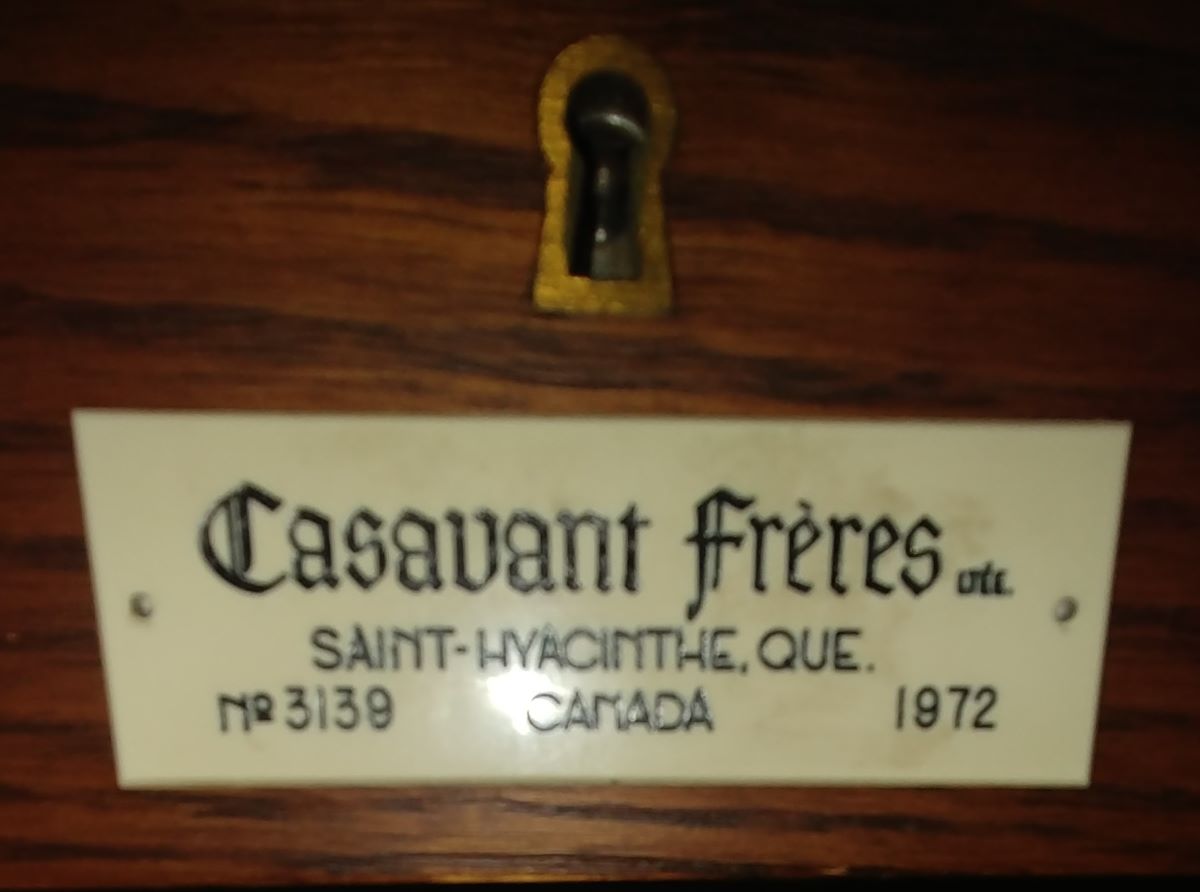 Casavant Frères
SAINT-HYACINTHE, QUE.
Nº 3139 CANADA 1972